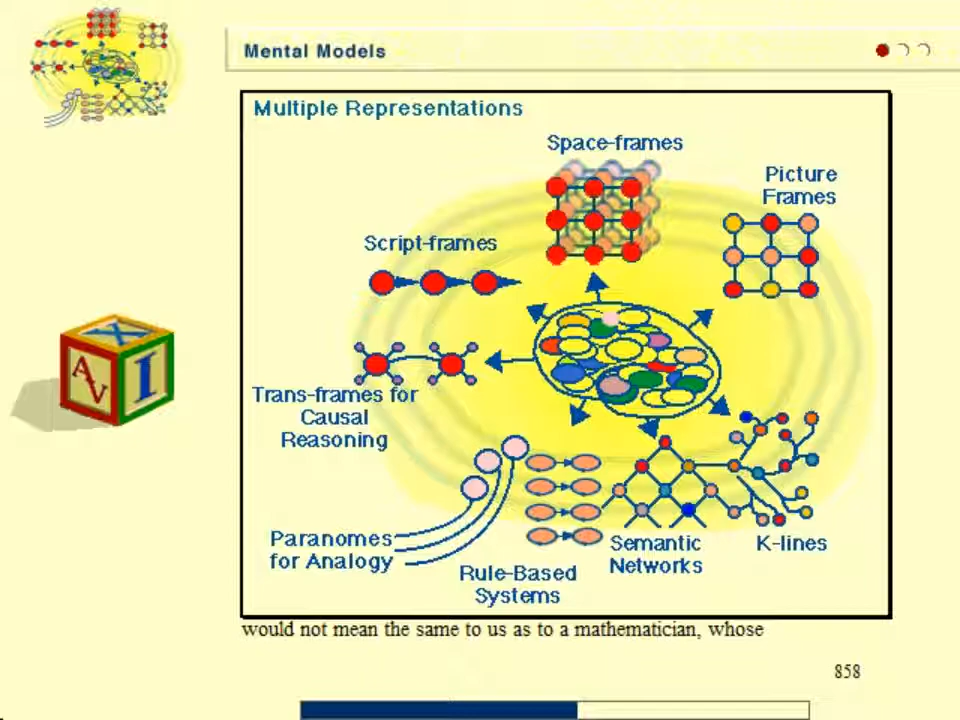 Mental Models
Multiple Representations
Space-frames
Picture
Frames
Script-frames
Trans-frames for
Causal
Reasoning
Paranomes
for Analogy
Rule-Based
Systems
Semantic
Networks
K-lines
X
A
V
I
would not mean the same to us as to a mathematician, whose
858